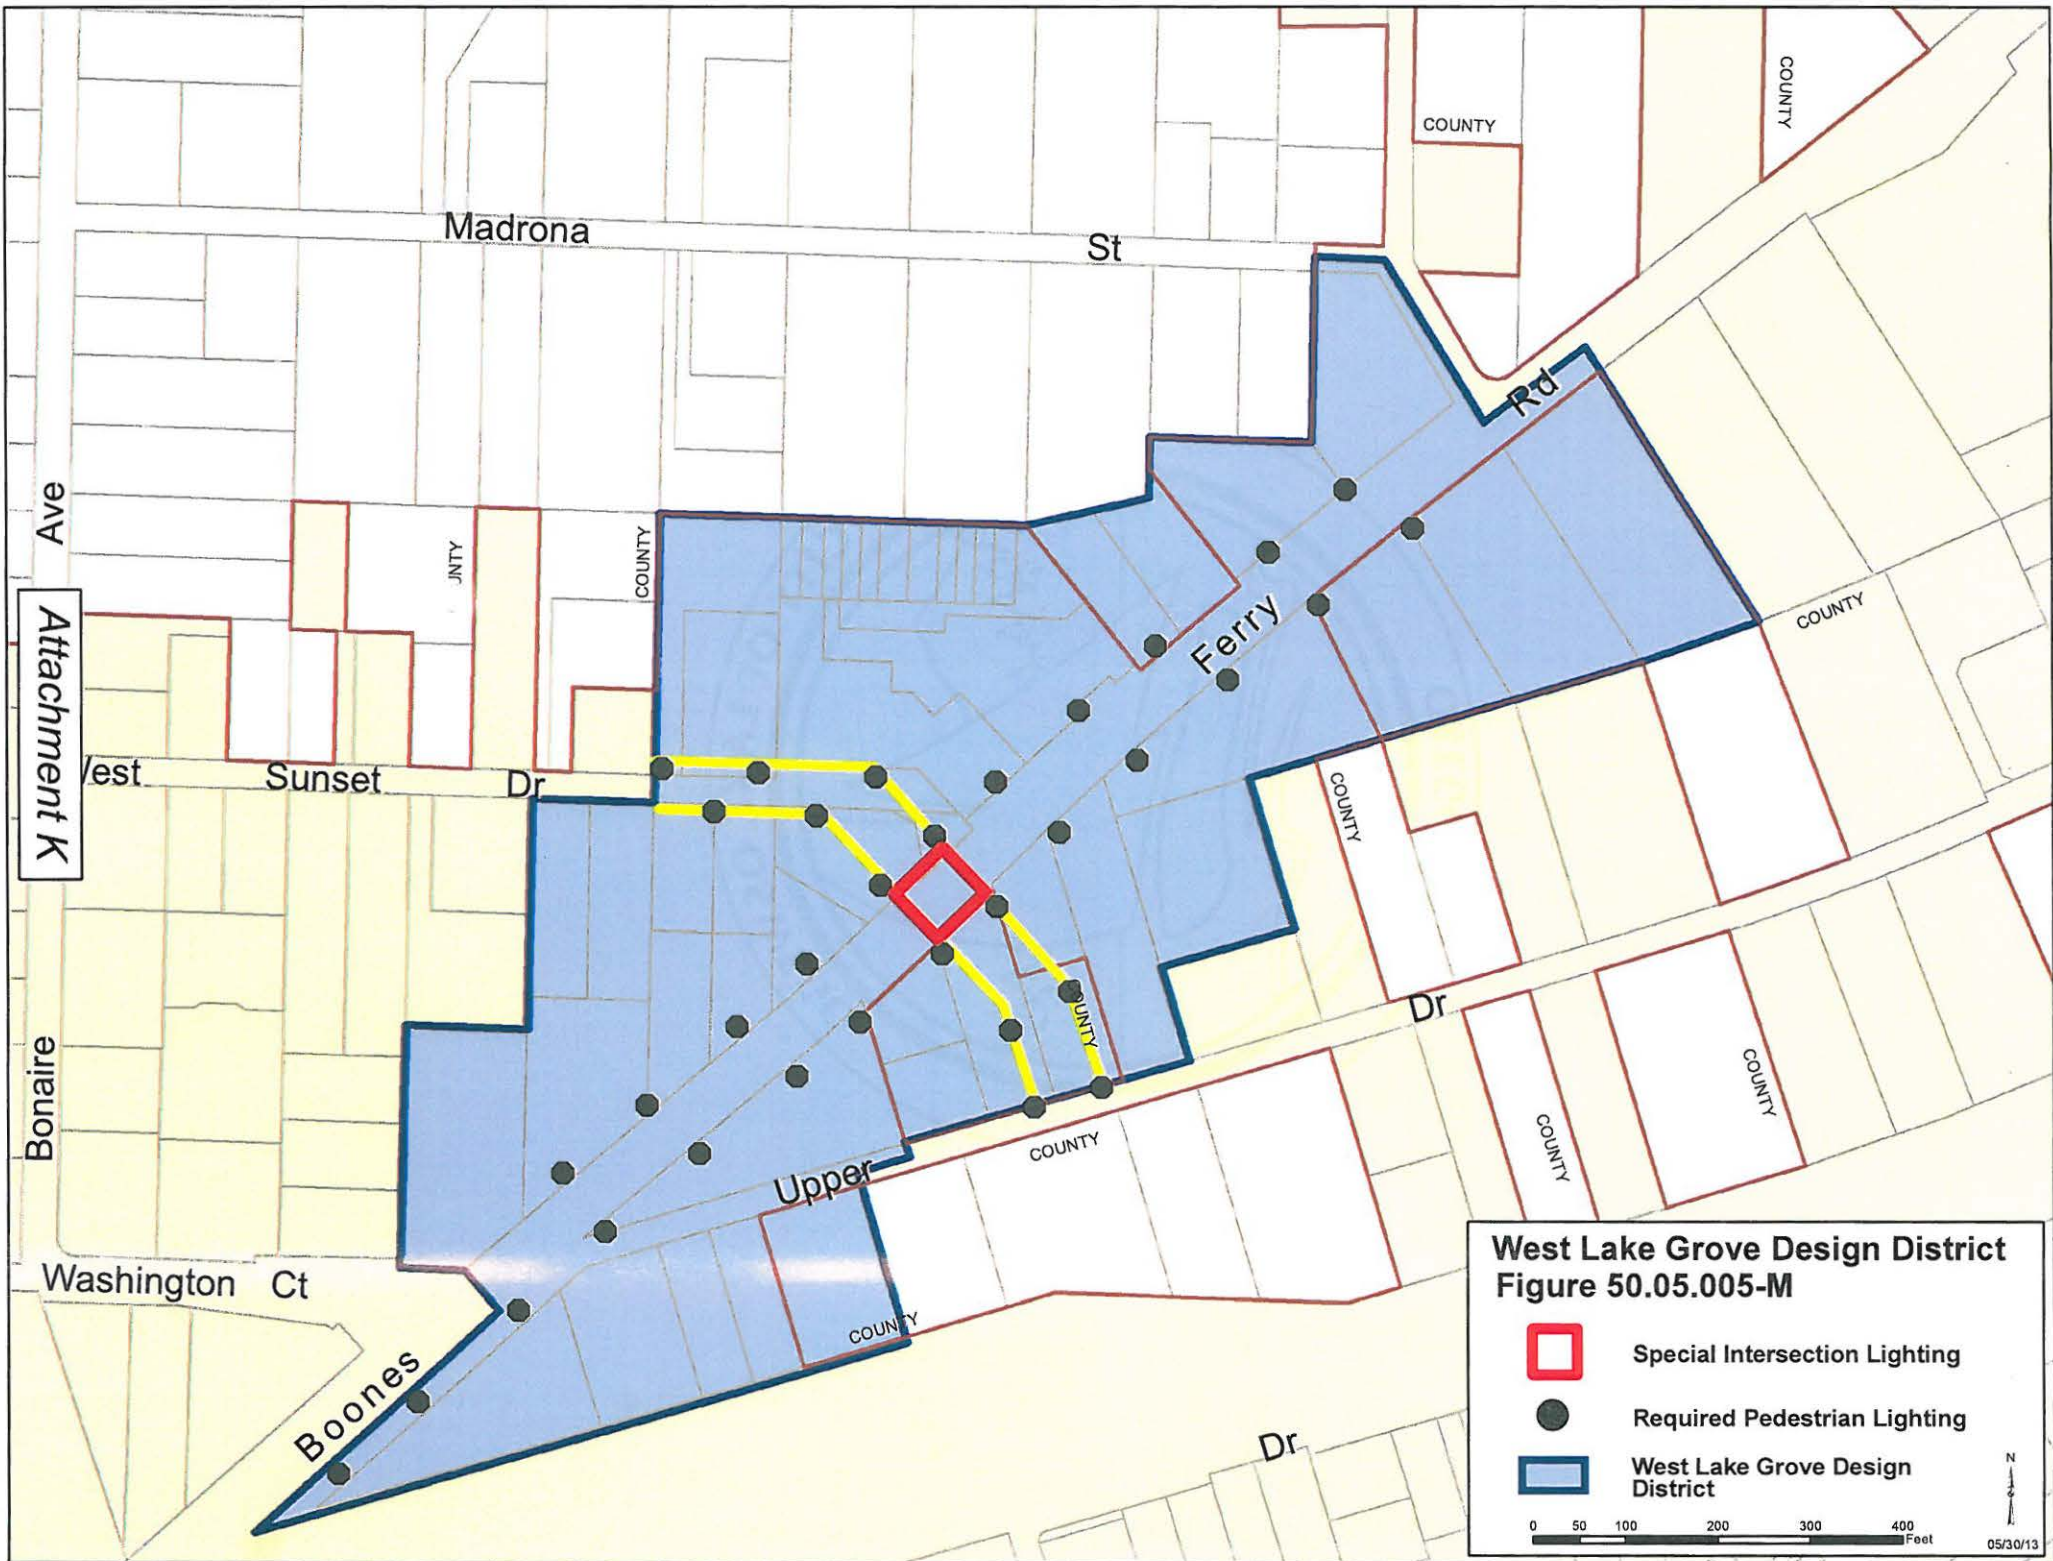 COUNTY
COUNTY
Madrona St
Rd
Ave
COUNTY
JNTY
COUNTY
Ferry
Attachment K
/est Sunset Dr
COUNTY
OUNTY
Dr
Bonaire
COUNTY
COUNTY
COUNTY
Upper
Washington Ct
COUNTY
Boones
Dr
West Lake Grove Design District
Figure 50.05.005-M
Special Intersection Lighting
Required Pedestrian Lighting
West Lake Grove Design
District
N
0 50 100 200 300 400
Feet
05/30/13